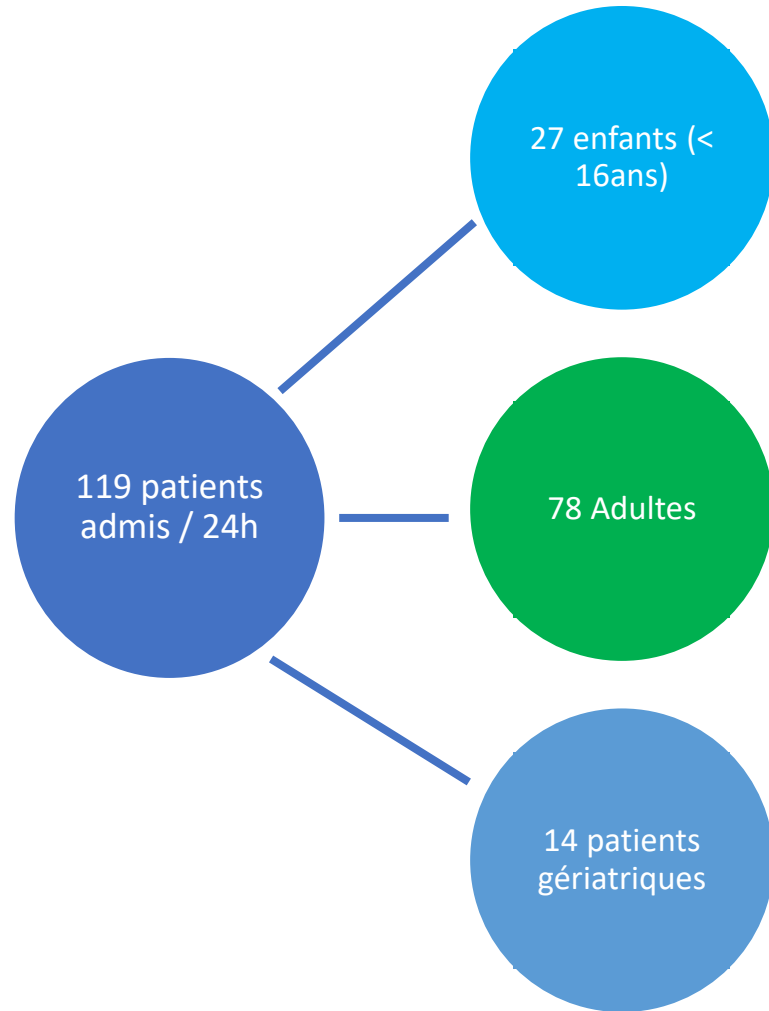 27 enfants (<
16ans)
119 patients
admis / 24h
78 Adultes
14 patients
gériatriques